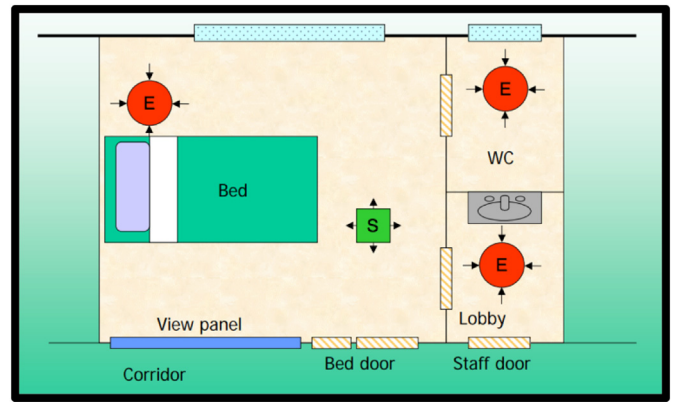 E
E
WC
Bed
S
E
View panel
Lobby
Bed door
Staff door
Corridor